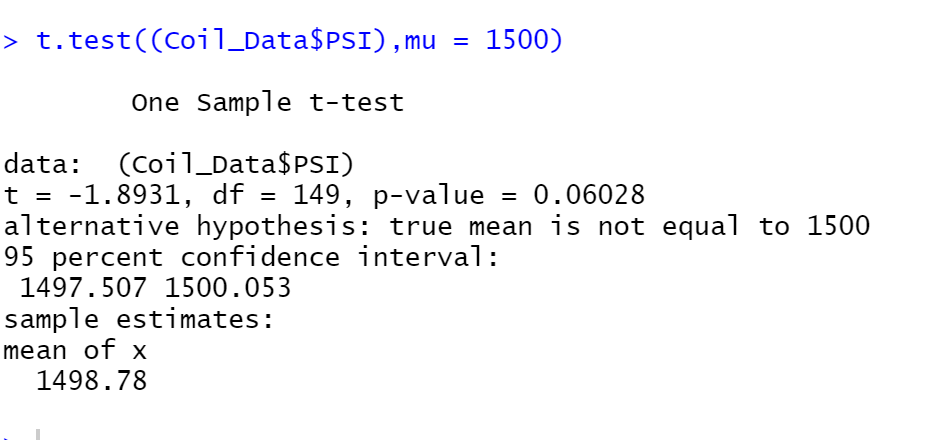 > t.test((Coil_Data$PSI),mu = 1500)
One Sample t-test
data:  (Coil_Data$PSI)
t = -1.8931, df = 149, p-value = 0.06028
alternative hypothesis: true mean is not equal to 1500
95 percent confidence interval:
1497.507 1500.053
sample estimates:
mean of x
1498.78
>